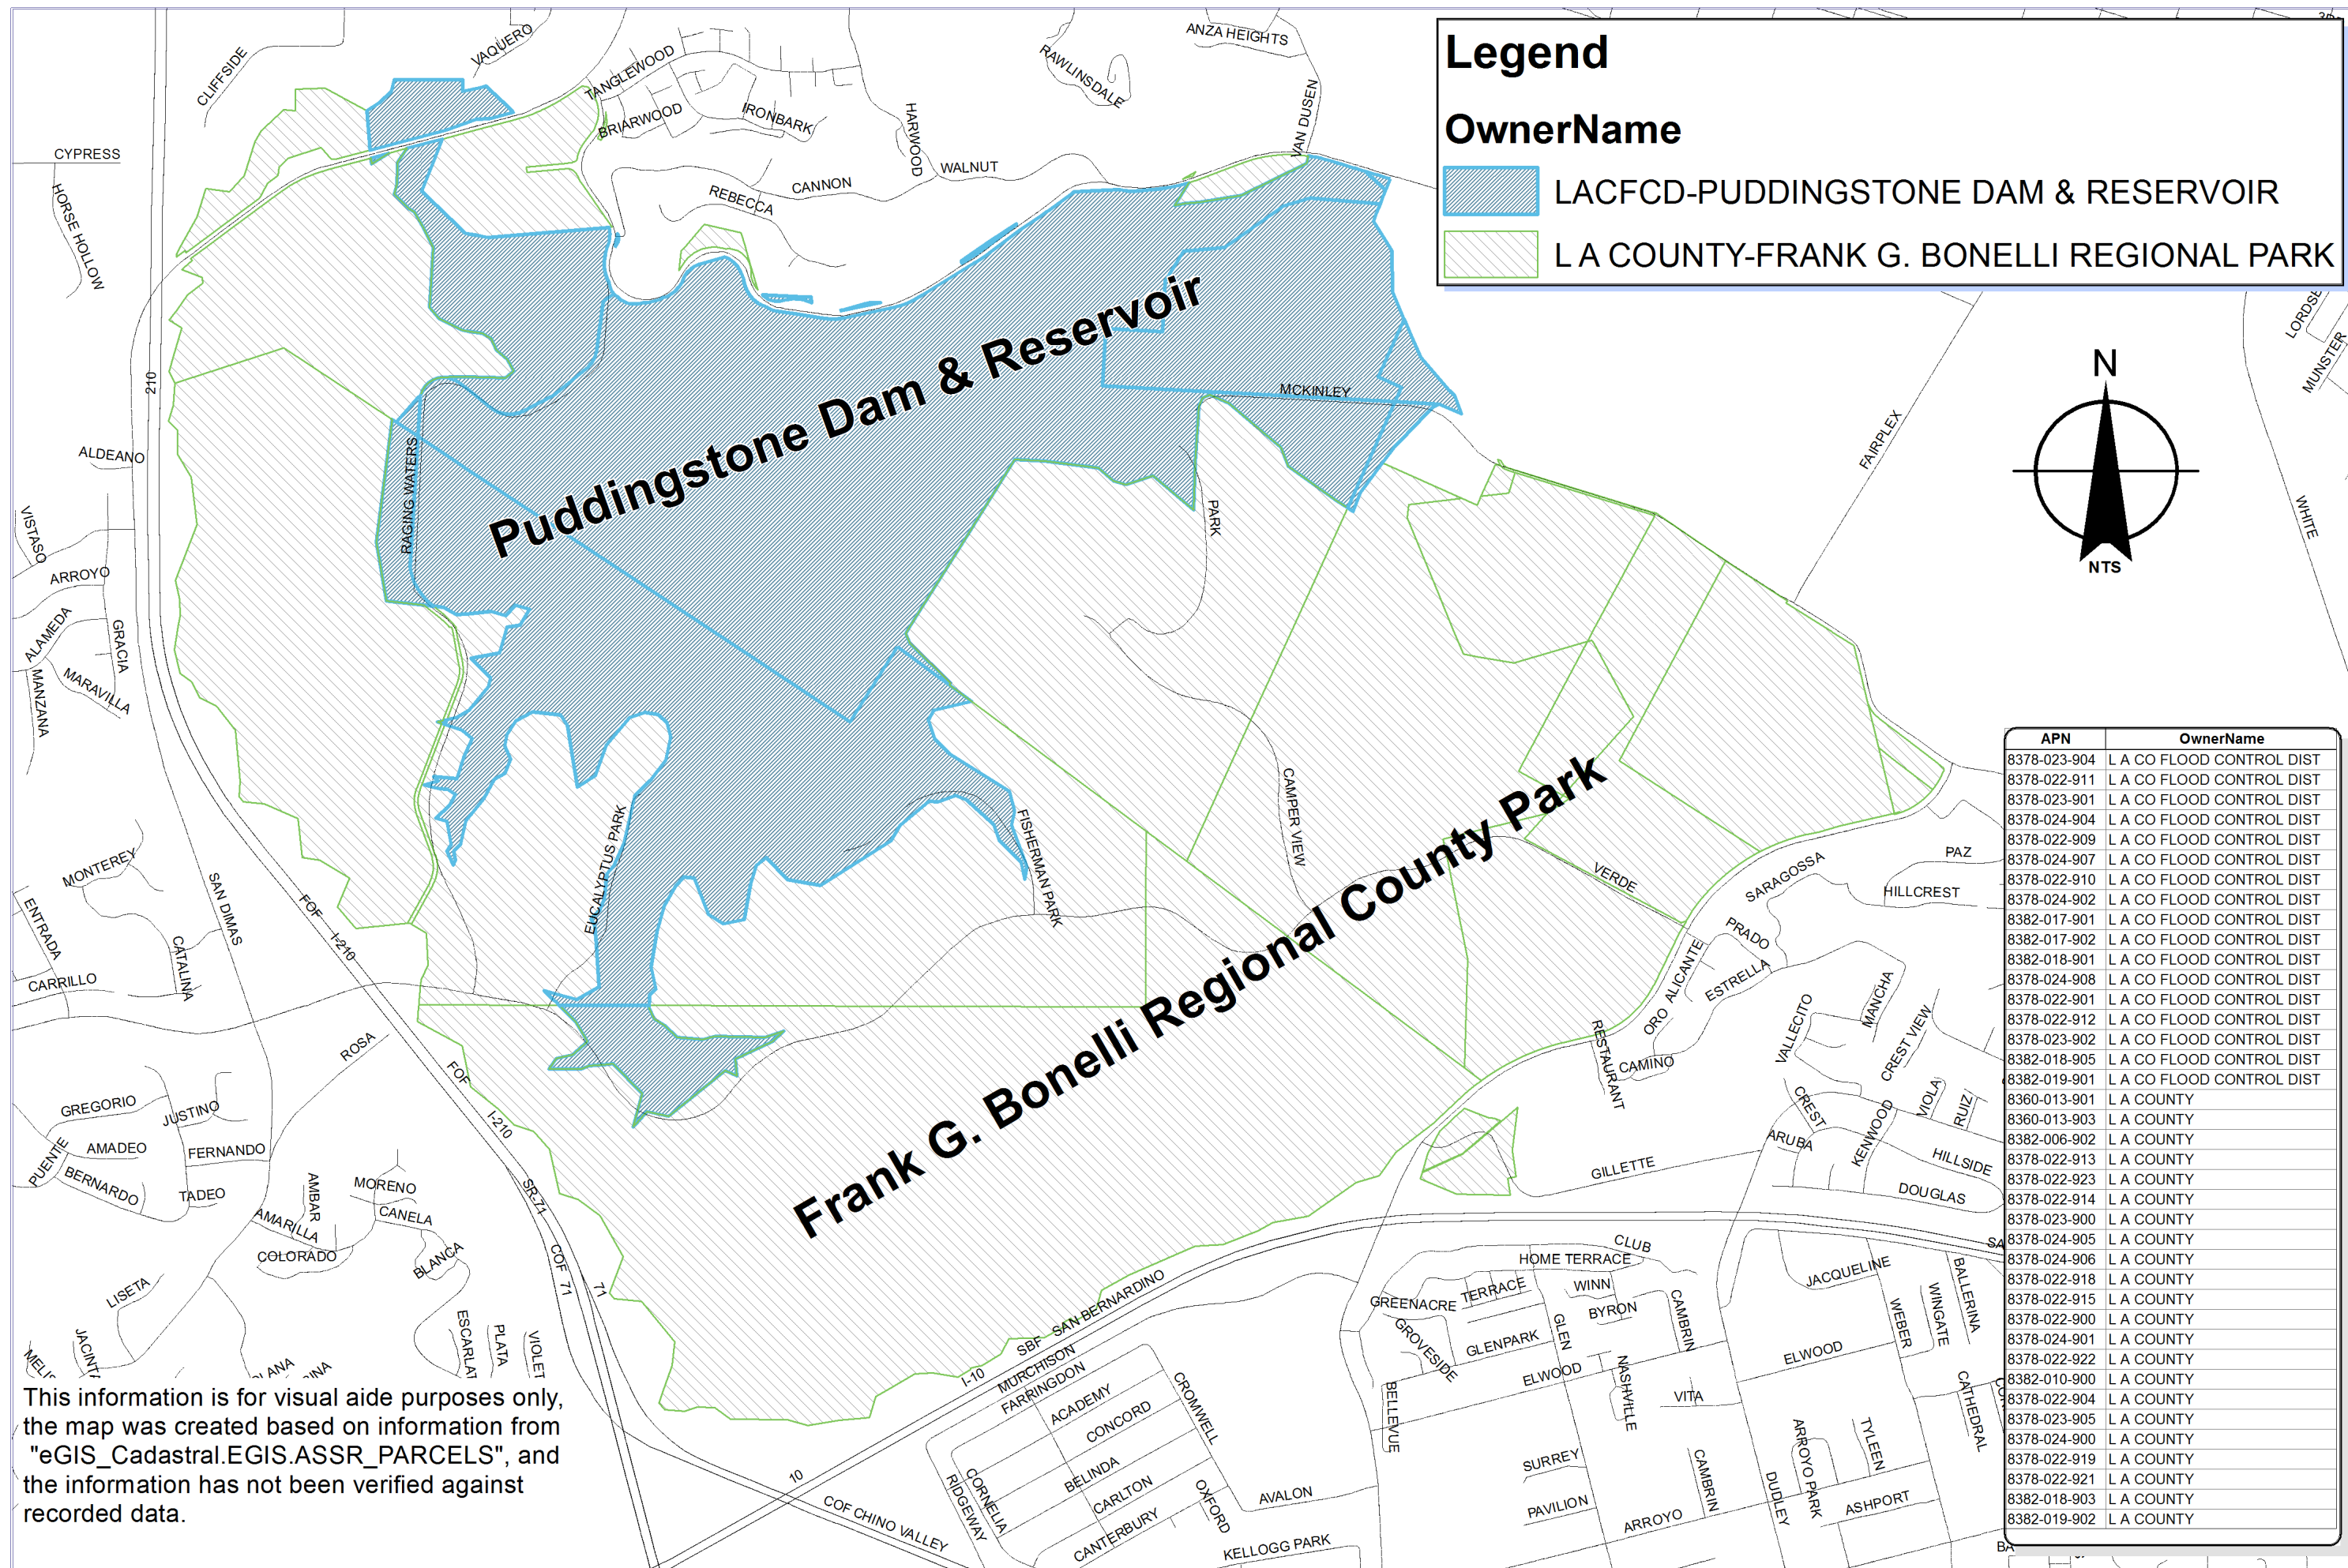 Legend
OwnerName
LACFCD-PUDDINGSTONE DAM & RESERVOIR
L A COUNTY-FRANK G. BONELLI REGIONAL PARK
N
NTS
Puddingstone Dam & Reservoir
Frank G. Bonelli Regional County Park
CLIFFSIDE
VAQUERO
TANGLEWOOD
BRIARWOOD
IRONBARK
HARWOOD
WALNUT
CANNON
REBECCA
RAWLINSDALE
ANZA HEIGHTS
VAN DUSEN
CYPRESS
HORSE HOLLOW
210
ALDEANO
VISTASO
ARROYO
ALAMEDA
GRACIA
MANZANA
MARAVILLA
RAGING WATERS
MCKINLEY
PARK
FAIRPLEX
WHITE
MUNSTER
CAMPER VIEW
FISHERMAN PARK
EUCALYPTUS PARK
VERDE
SARAGOSSA
PAZ
HILLCREST
PRADO
ESTRELLA
ALICANTE
ORO
CAMINO
RESTAURANT
VALLECITO
MANCHA
CREST VIEW
VIOLA
RUIZ
CREST
KENWOOD
ARUBA
HILLSIDE
DOUGLAS
GILLETTE
MONTEREY
ENTRADA
CATALINA
CARRILLO
SAN DIMAS
FOF
I-210
ROSA
FOF
I-210
GREGORIO
JUSTINO
AMADEO
FERNANDO
PUENTE
BERNARDO
TADEO
AMBAR
MORENO
AMARILLA
CANELA
COLORADO
BLANCA
LISETA
SR-71
COF 71
71
ESCARLAT
PLATA
VIOLET
JACINT
I-10
SBF
SAN BERNARDINO
MURCHISON
FARRINGDON
ACADEMY
CONCORD
BELINDA
CARLTON
CANTERBURY
CROMWELL
OXFORD
CORNELIA
RIDGEWAY
10
COF CHINO VALLEY
AVALON
KELLOGG PARK
CLUB
HOME TERRACE
TERRACE
WINN
GREENACRE
BYRON
CAMBRIN
GROVESIDE
GLENPARK
GLEN
ELWOOD
NASHVILLE
BELLEVUE
VITA
SURREY
PAVILION
ARROYO
CAMBRIN
DUDLEY
ARROYO PARK
TYLEEN
ASHPORT
JACQUELINE
WEBER
WINGATE
BALLERINA
ELWOOD
CATHEDRAL
APN OwnerName
8378-023-904 L A CO FLOOD CONTROL DIST
8378-022-911 L A CO FLOOD CONTROL DIST
8378-023-901 L A CO FLOOD CONTROL DIST
8378-024-904 L A CO FLOOD CONTROL DIST
8378-022-909 L A CO FLOOD CONTROL DIST
8378-024-907 L A CO FLOOD CONTROL DIST
8378-022-910 L A CO FLOOD CONTROL DIST
8378-024-902 L A CO FLOOD CONTROL DIST
8382-017-901 L A CO FLOOD CONTROL DIST
8382-017-902 L A CO FLOOD CONTROL DIST
8382-018-901 L A CO FLOOD CONTROL DIST
8378-024-908 L A CO FLOOD CONTROL DIST
8378-022-901 L A CO FLOOD CONTROL DIST
8378-022-912 L A CO FLOOD CONTROL DIST
8378-023-902 L A CO FLOOD CONTROL DIST
8382-018-905 L A CO FLOOD CONTROL DIST
8382-019-901 L A CO FLOOD CONTROL DIST
8360-013-901 L A COUNTY
8360-013-903 L A COUNTY
8382-006-902 L A COUNTY
8378-022-913 L A COUNTY
8378-022-923 L A COUNTY
8378-022-914 L A COUNTY
8378-023-900 L A COUNTY
8378-024-905 L A COUNTY
8378-024-906 L A COUNTY
8378-022-918 L A COUNTY
8378-022-915 L A COUNTY
8378-022-900 L A COUNTY
8378-024-901 L A COUNTY
8378-022-922 L A COUNTY
8382-010-900 L A COUNTY
8378-022-904 L A COUNTY
8378-023-905 L A COUNTY
8378-024-900 L A COUNTY
8378-022-919 L A COUNTY
8378-022-921 L A COUNTY
8382-018-903 L A COUNTY
8382-019-902 L A COUNTY
This information is for visual aide purposes only,
the map was created based on information from
"eGIS_Cadastral.EGIS.ASSR_PARCELS", and
the information has not been verified against
recorded data.